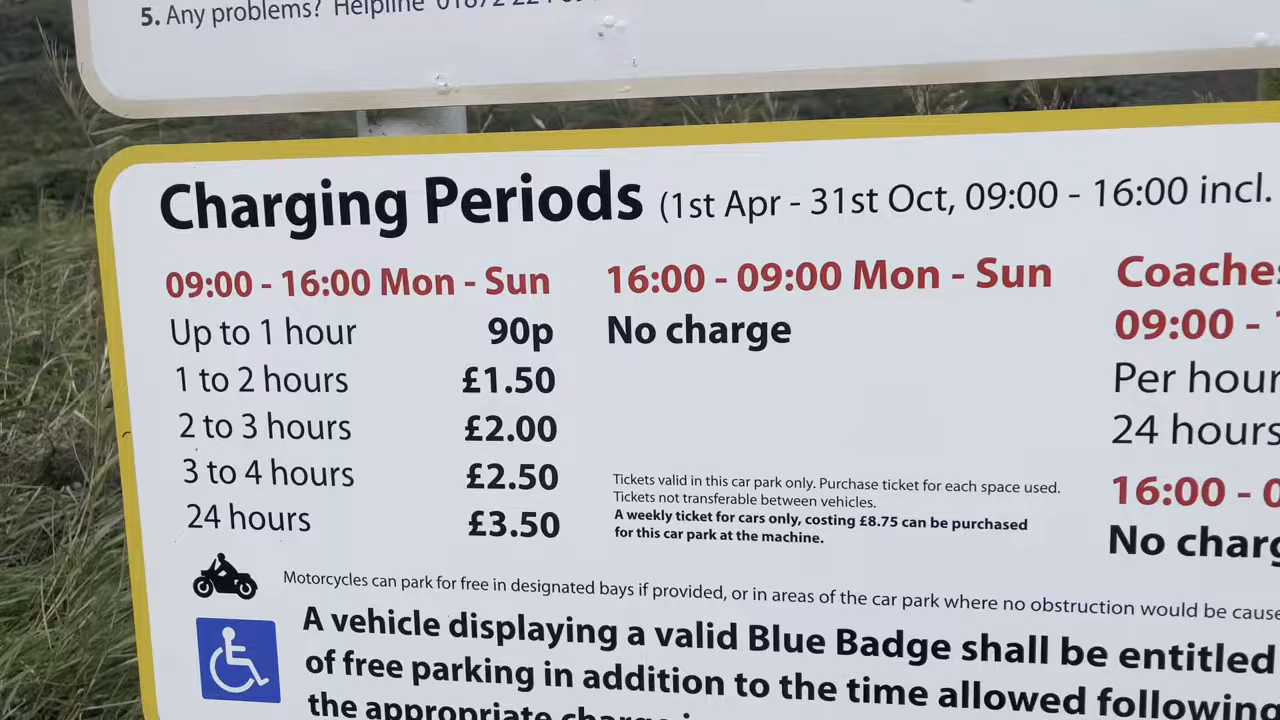 5. Any problems? Helpline 01872
Charging Periods (1st Apr - 31st Oct, 09:00 - 16:00 incl.
09:00 - 16:00 Mon - Sun
Up to 1 hour 90p
1 to 2 hours £1.50
2 to 3 hours £2.00
3 to 4 hours £2.50
24 hours £3.50
16:00 - 09:00 Mon - Sun
No charge
Tickets valid in this car park only. Purchase ticket for each space used.
Tickets not transferable between vehicles.
A weekly ticket for cars only, costing £8.75 can be purchased
for this car park at the machine.
Coaches
09:00 -
Per hour
24 hours
16:00 -
No charg
Motorcycles can park for free in designated bays if provided, or in areas of the car park where no obstruction would be cause
A vehicle displaying a valid Blue Badge shall be entitled
of free parking in addition to the time allowed following
the appropriate